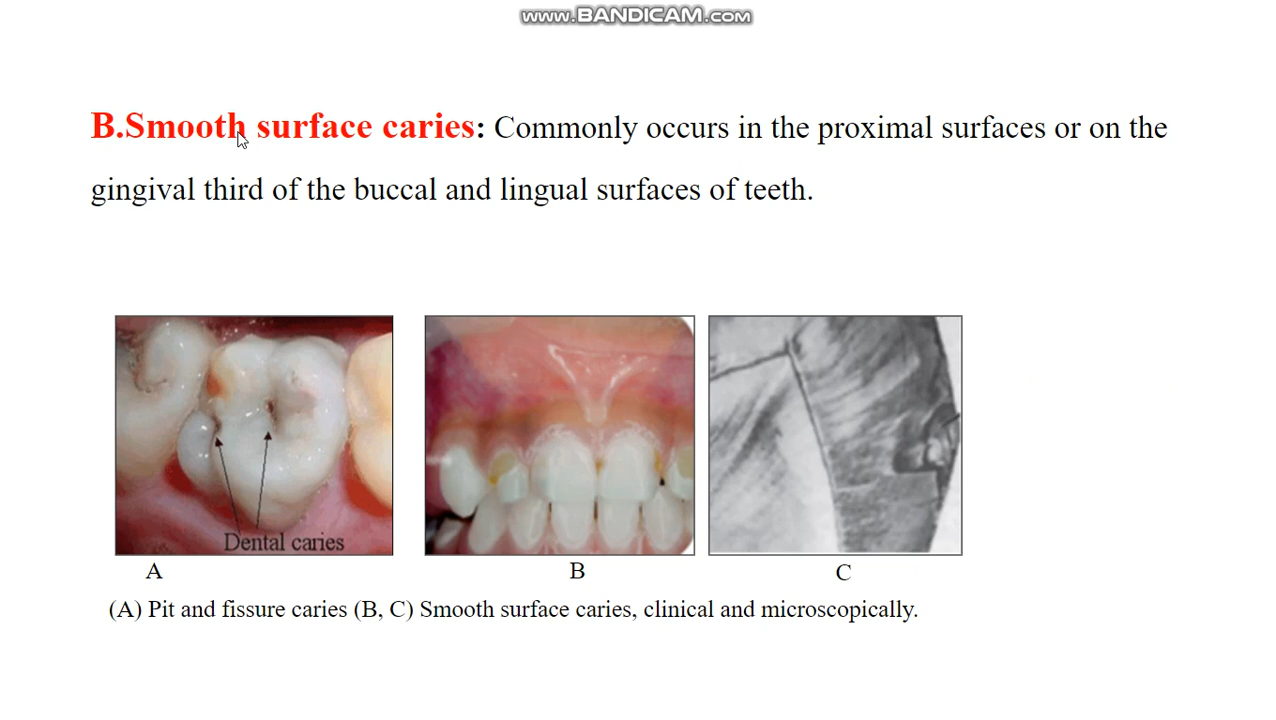 www.BANDICAM.com
B.Smooth surface caries: Commonly occurs in the proximal surfaces or on the
gingival third of the buccal and lingual surfaces of teeth.
Dental caries
A
B
C
(A) Pit and fissure caries (B, C) Smooth surface caries, clinical and microscopically.